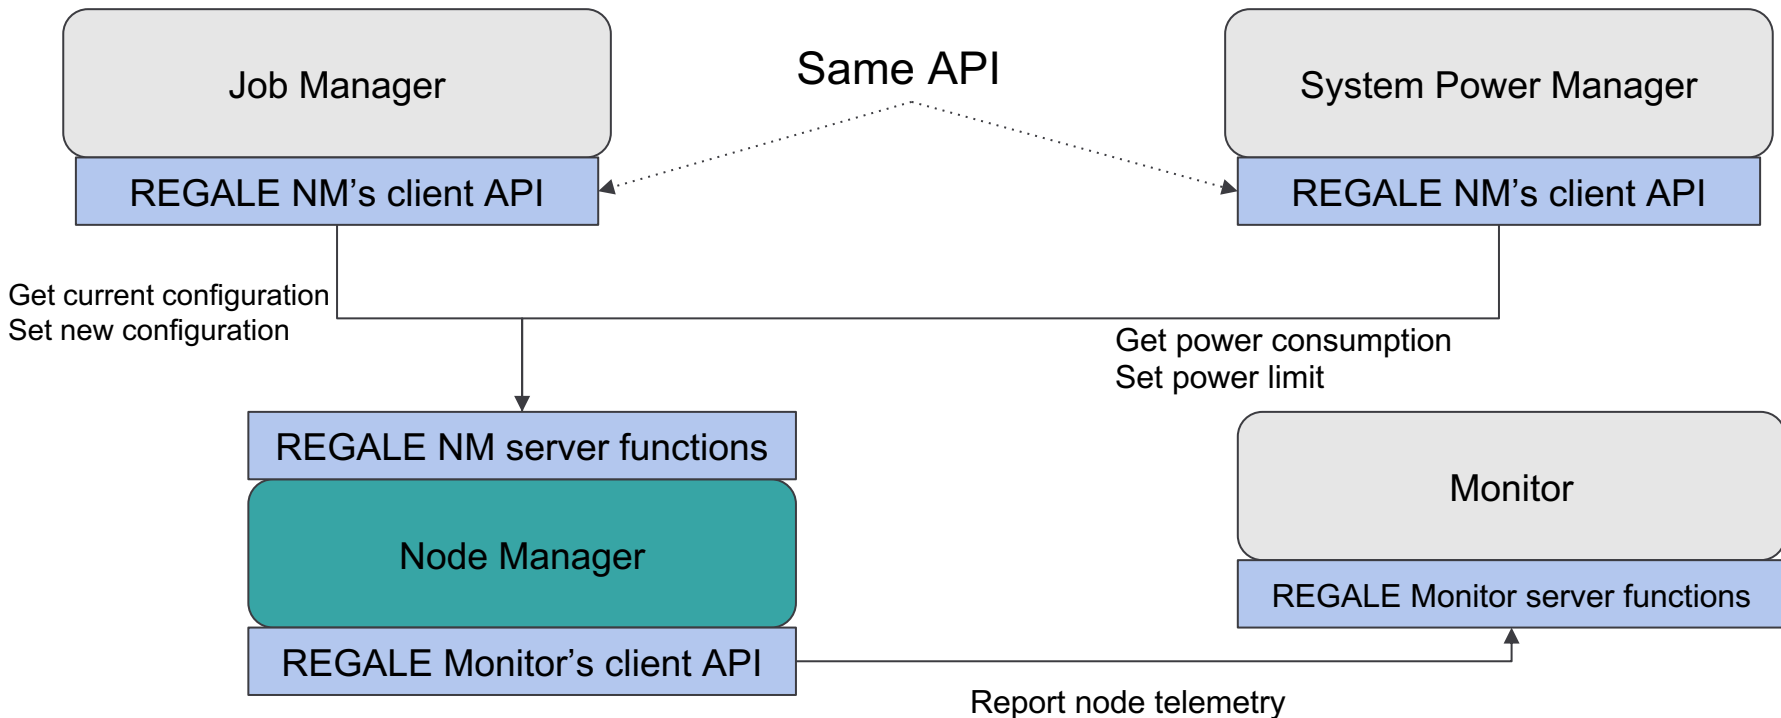 Job Manager
Same API
System Power Manager
REGALE NM’s client API
REGALE NM’s client API
Get current configuration
Set new configuration
Get power consumption
Set power limit
REGALE NM server functions
Node Manager
Monitor
REGALE Monitor server functions
REGALE Monitor’s client API
Report node telemetry